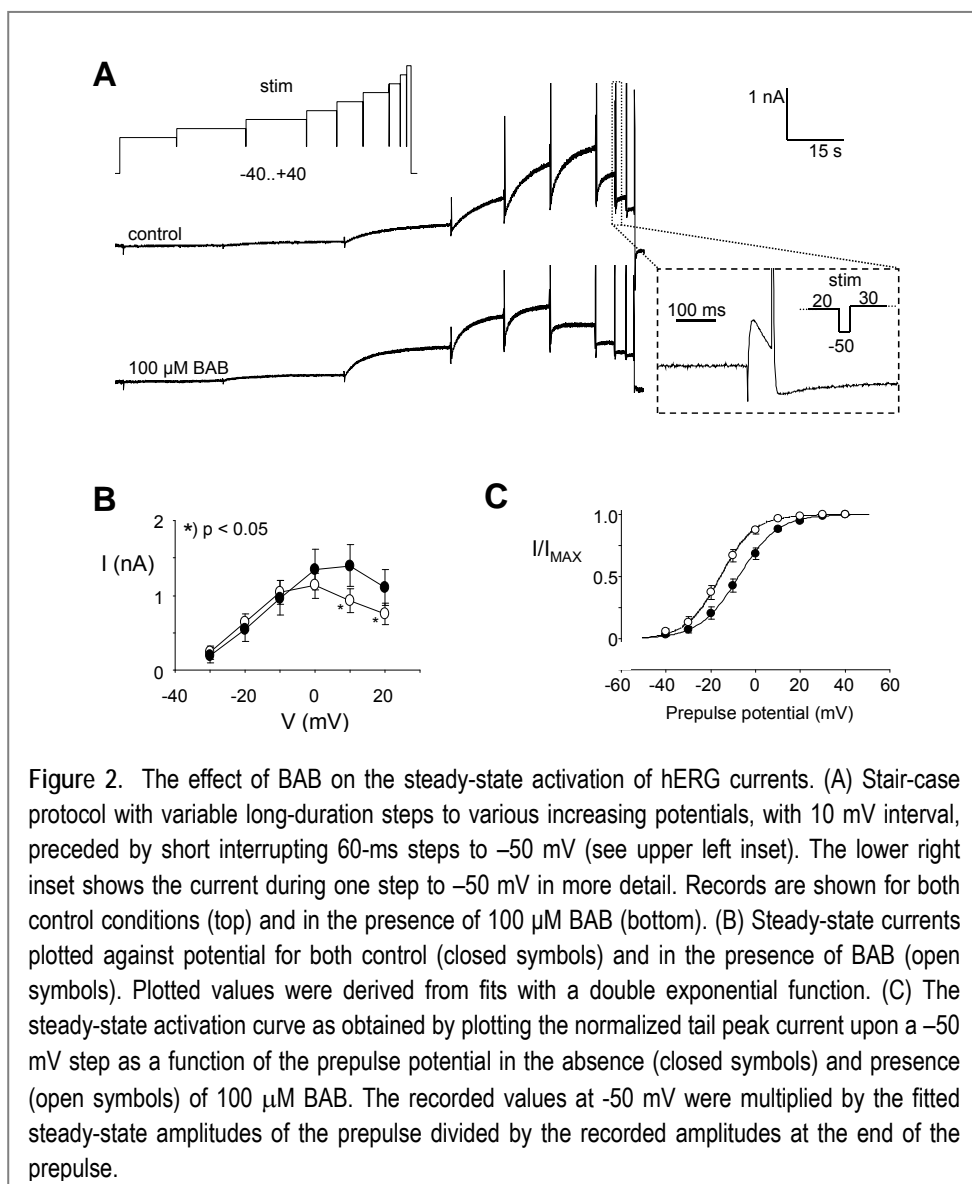 A
stim
-40..+40
1 nA
15 s
control
100 µM BAB
stim
20 30
-50
100 ms
B
*) p < 0.05
I (nA)
2
1
0
-40 -20 0 20
V (mV)
C
I/IMAX
1.0
0.5
0.0
-60 -40 -20 0 20 40 60
Prepulse potential (mV)
*
*
Figure 2. The effect of BAB on the steady-state activation of hERG currents. (A) Stair-case
protocol with variable long-duration steps to various increasing potentials, with 10 mV interval,
preceded by short interrupting 60-ms steps to –50 mV (see upper left inset). The lower right
inset shows the current during one step to –50 mV in more detail. Records are shown for both
control conditions (top) and in the presence of 100 µM BAB (bottom). (B) Steady-state currents
plotted against potential for both control (closed symbols) and in the presence of BAB (open
symbols). Plotted values were derived from fits with a double exponential function. (C) The
steady-state activation curve as obtained by plotting the normalized tail peak current upon a –50
mV step as a function of the prepulse potential in the absence (closed symbols) and presence
(open symbols) of 100 µM BAB. The recorded values at -50 mV were multiplied by the fitted
steady-state amplitudes of the prepulse divided by the recorded amplitudes at the end of the
prepulse.